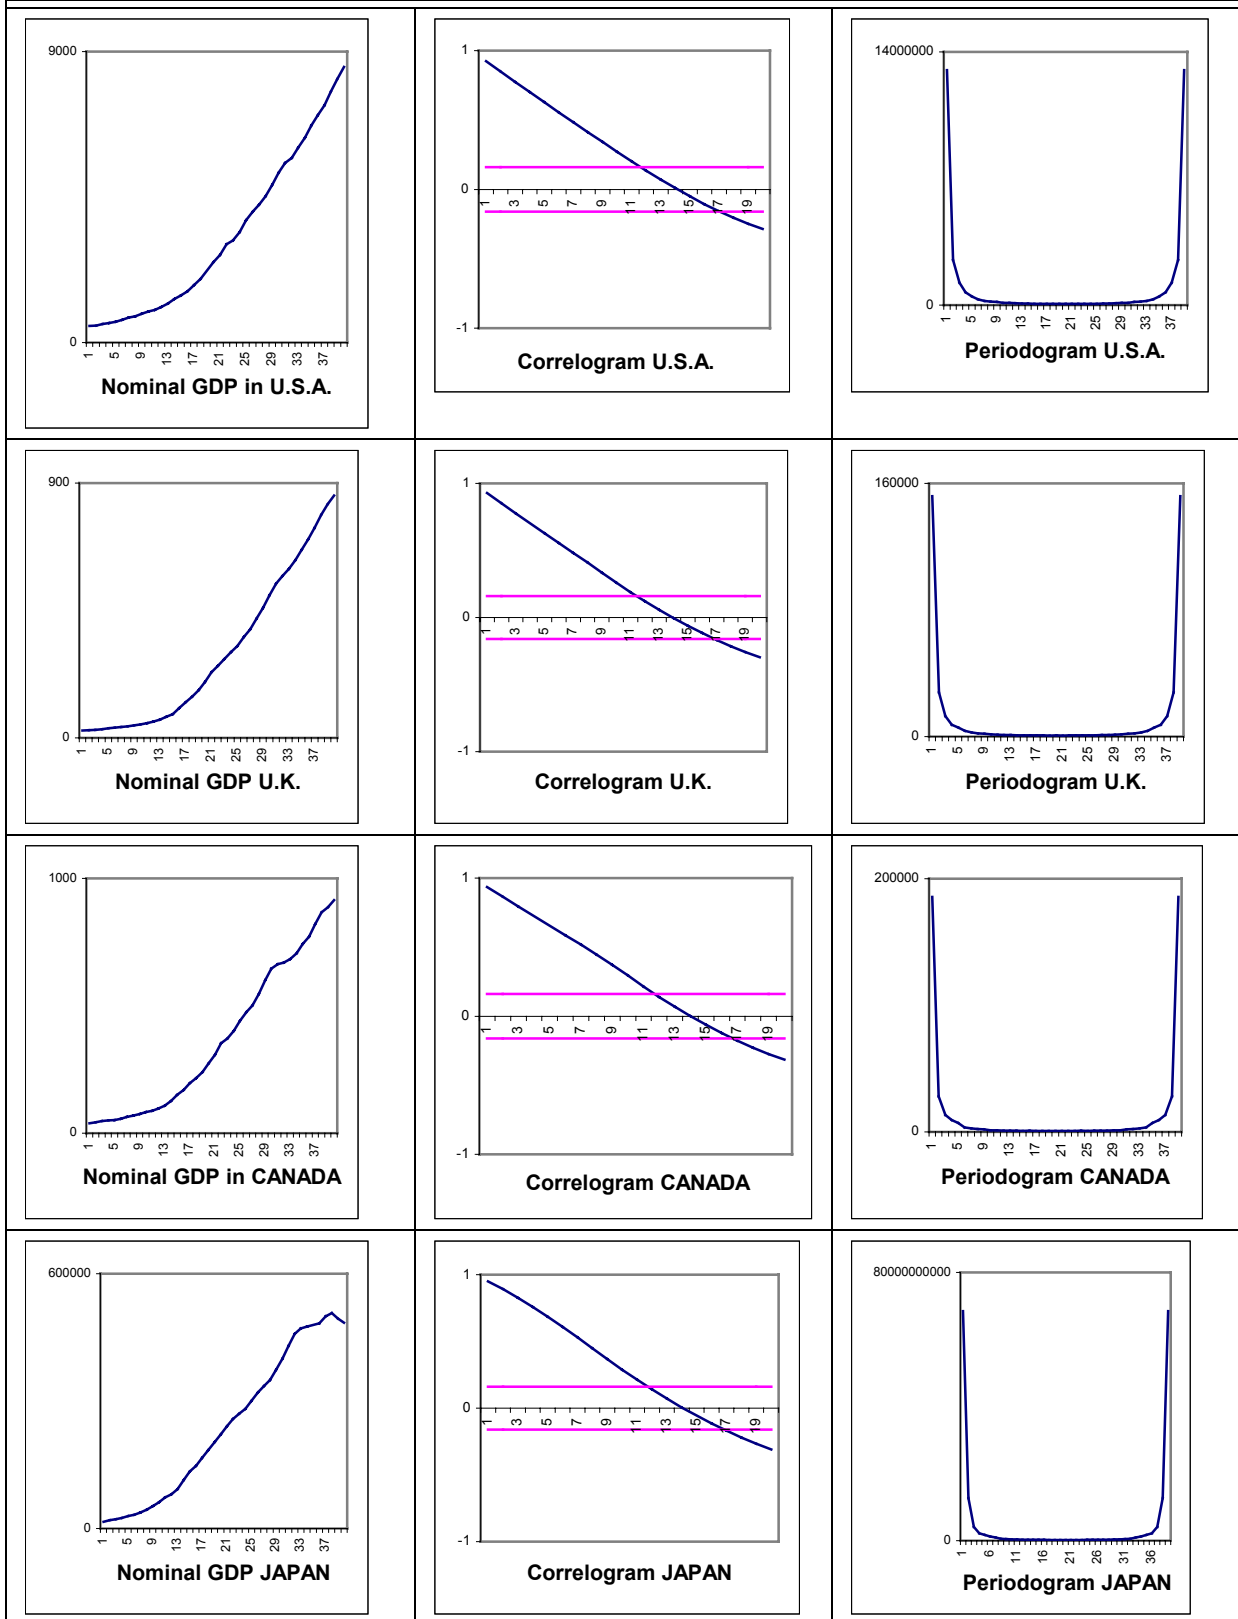 9000
0
1 5 9 13 17 21 25 29 33 37
Nominal GDP in U.S.A.
1
0
-1
1 3 5 7 9 11 13 15 17 19
Correlogram U.S.A.
14000000
0
1 5 9 13 17 21 25 29 33 37
Periodogram U.S.A.
900
0
1 5 9 13 17 21 25 29 33 37
Nominal GDP U.K.
1
0
-1
1 3 5 7 9 11 13 15 17 19
Correlogram U.K.
160000
0
1 5 9 13 17 21 25 29 33 37
Periodogram U.K.
1000
0
1 5 9 13 17 21 25 29 33 37
Nominal GDP in CANADA
1
0
-1
1 3 5 7 9 11 13 15 17 19
Correlogram CANADA
200000
0
1 5 9 13 17 21 25 29 33 37
Periodogram CANADA
600000
0
1 5 9 13 17 21 25 29 33 37
Nominal GDP JAPAN
1
0
-1
1 3 5 7 9 11 13 15 17 19
Correlogram JAPAN
80000000000
0
1 6 11 16 21 26 31 36
Periodogram JAPAN